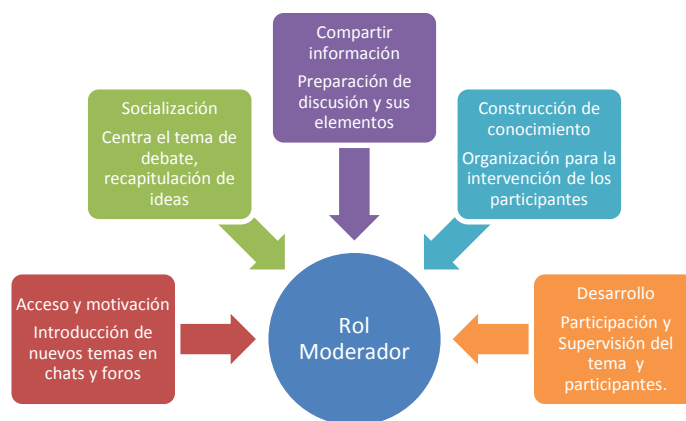 Acceso y motivación
Introducción de
nuevos temas en
chats y foros
Socialización
Centra el tema de
debate,
recapitulación de
ideas
Compartir
información
Preparación de
discusión y sus
elementos
Construcción de
conocimiento
Organización para la
intervención de los
participantes
Desarrollo
Participación y
Supervisión del
tema y
participantes.
Rol
Moderador